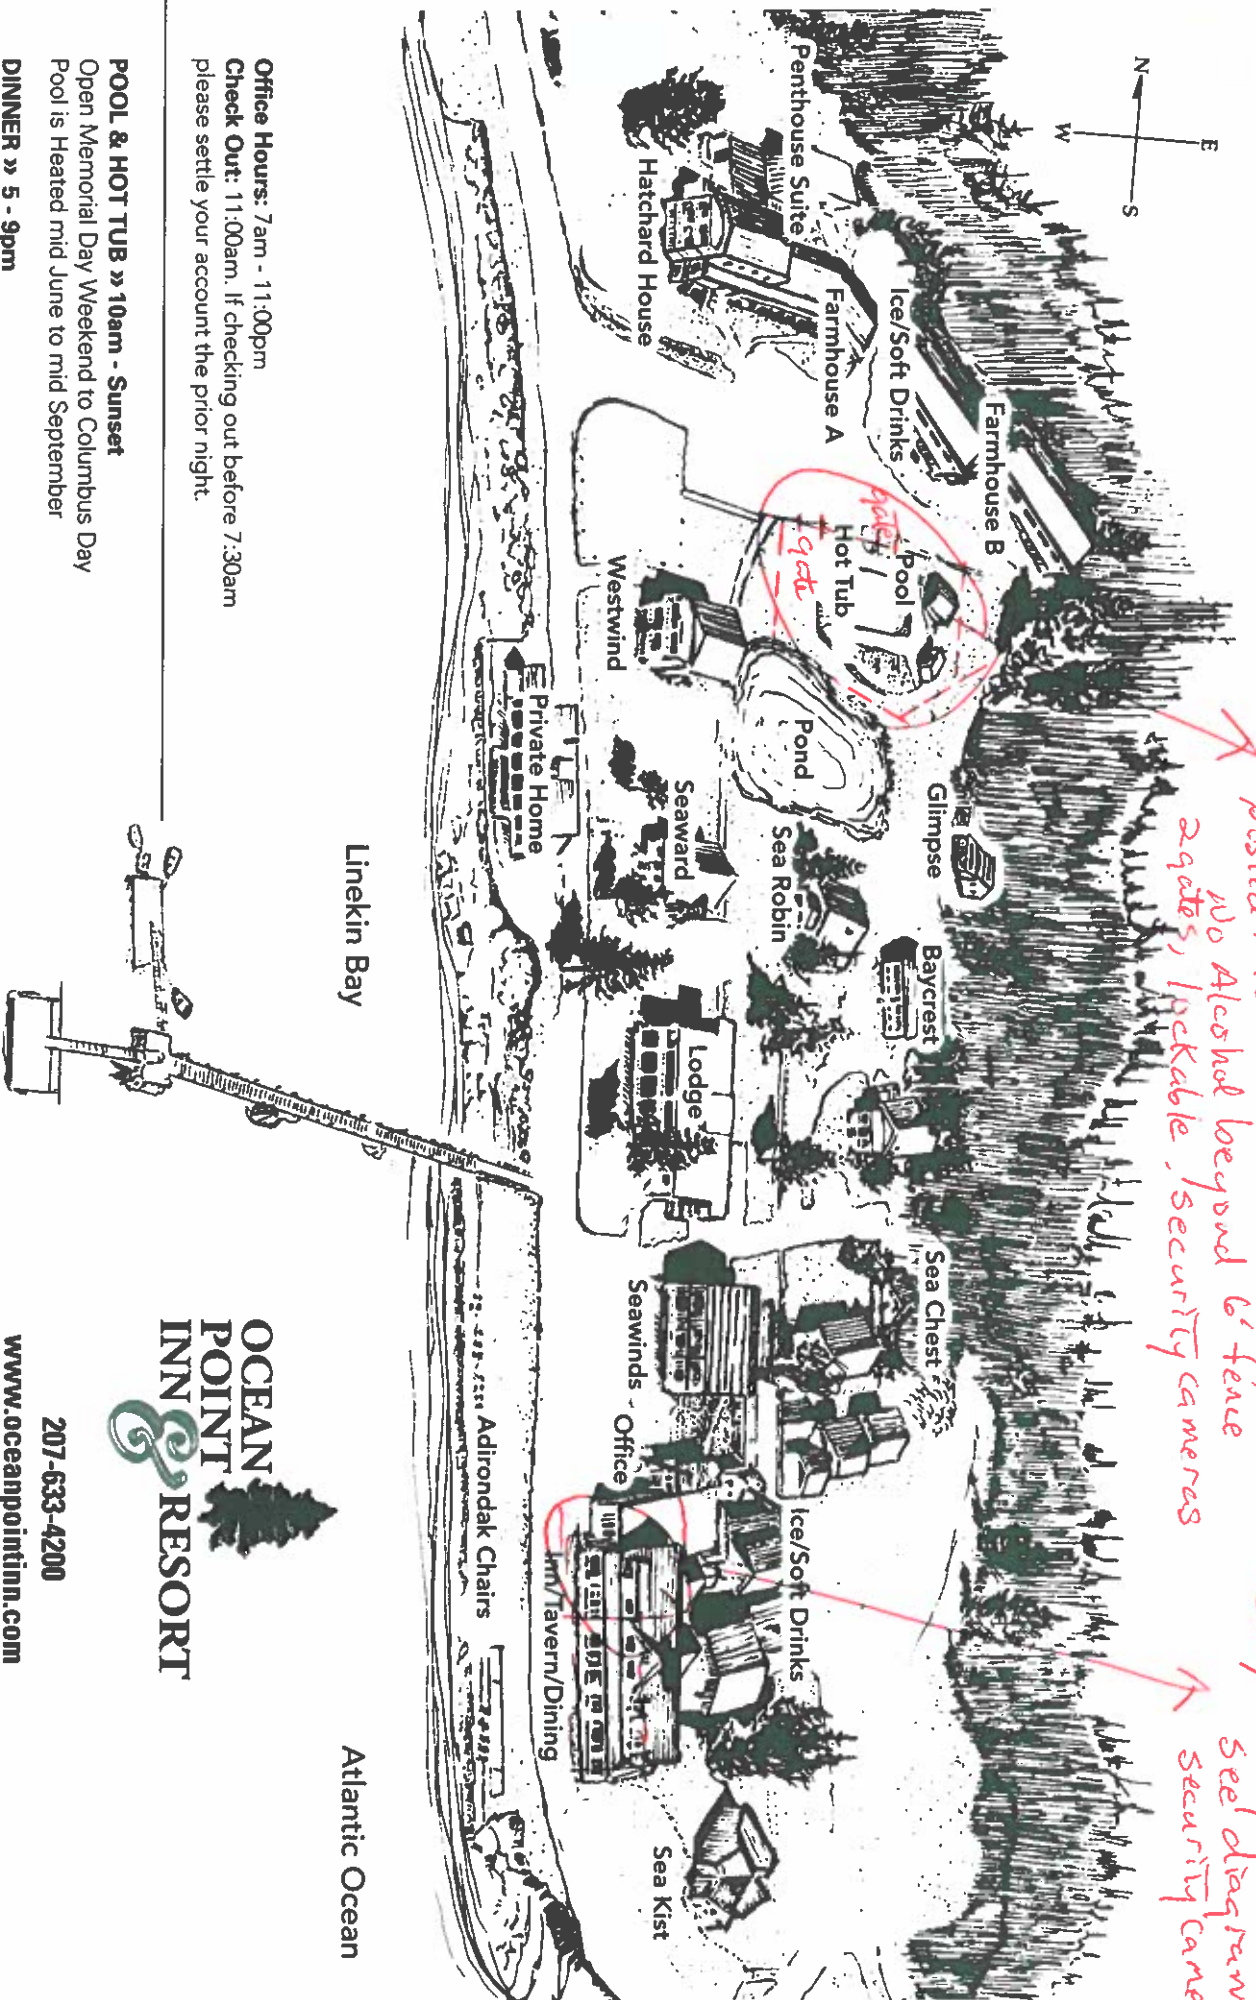 No Alcohol beyond 6' fence
2 gates, lockable, security cameras
See diagram
security came
N
E
W
S
Penthouse Suite
Hatchard House
Farmhouse A
Ice/Soft Drinks
Farmhouse B
gate
gate
Pool
Hot Tub
Westwind
Pond
Private Home
Seaward
Sea Robin
Glimpse
Baycrest
Lodge
Sea Chest
Seawinds
Office
Ice/Soft Drinks
Inn/Tavern/Dining
Sea Kist
Adirondak Chairs
Linekin Bay
Atlantic Ocean
Office Hours: 7am - 11:00pm
Check Out: 11:00am. If checking out before 7:30am
please settle your account the prior night.
POOL & HOT TUB » 10am - Sunset
Open Memorial Day Weekend to Columbus Day
Pool is Heated mid June to mid September
DINNER » 5 - 9pm
OCEAN
POINT
INN & RESORT
207-633-4200
www.oceanpointinn.com